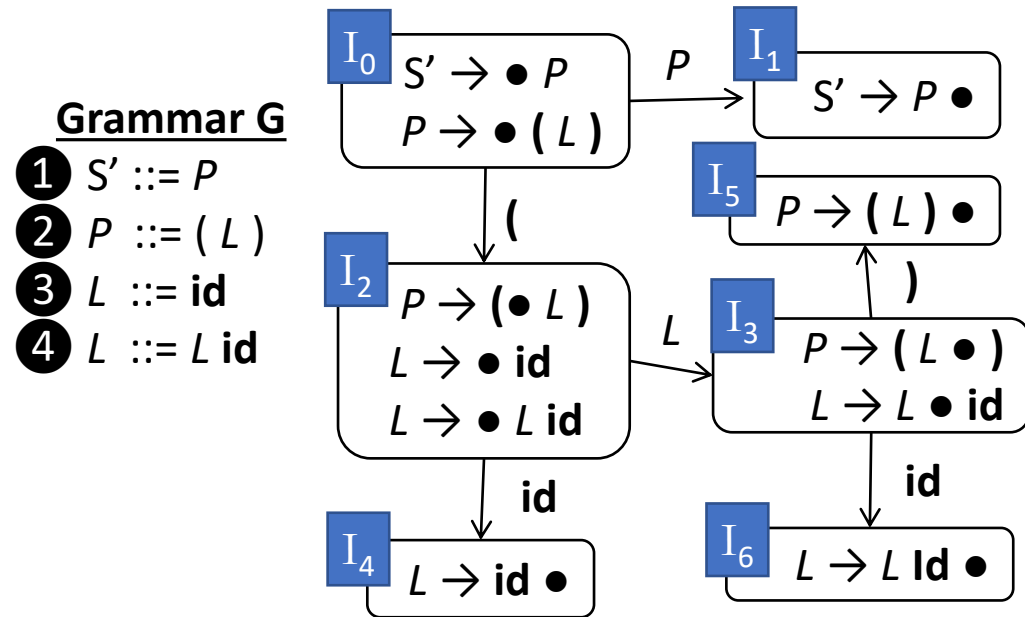 Grammar G
1 S’ ::= P
2 P ::= ( L )
3 L ::= id
4 L ::= L id
I0
S’ → ● P
P → ● ( L )
P
I1
S’ → P ●
(
I2
P → (● L )
L → ● id
L → ● L id
L
I3
P → ( L ● )
L → L ● id
)
I5
P → ( L ) ●
id
I4
L → id ●
id
I6
L → L Id ●